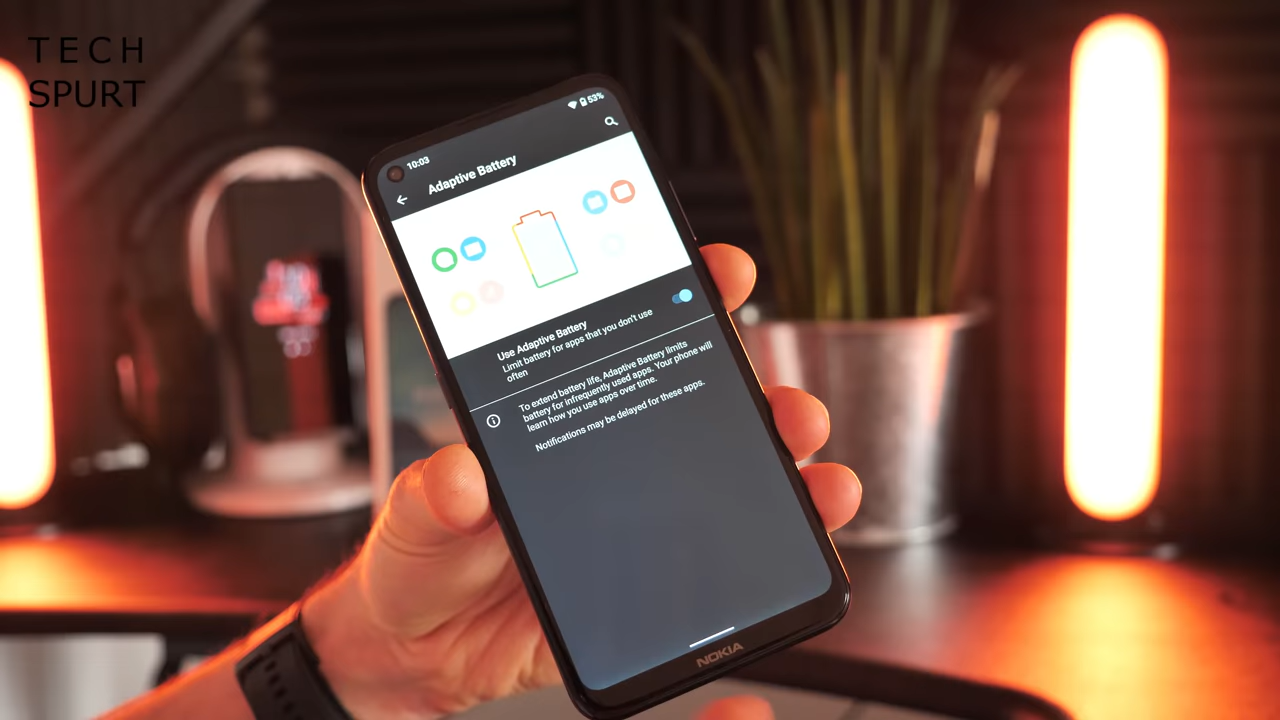 TECH
SPURT
10:03
53%
Adaptive Battery
Use Adaptive Battery
Limit battery for apps that you don't use
often
To extend battery life, Adaptive Battery limits
battery for infrequently used apps. Your phone will
learn how you use apps over time.
Notifications may be delayed for these apps.
NOKIA